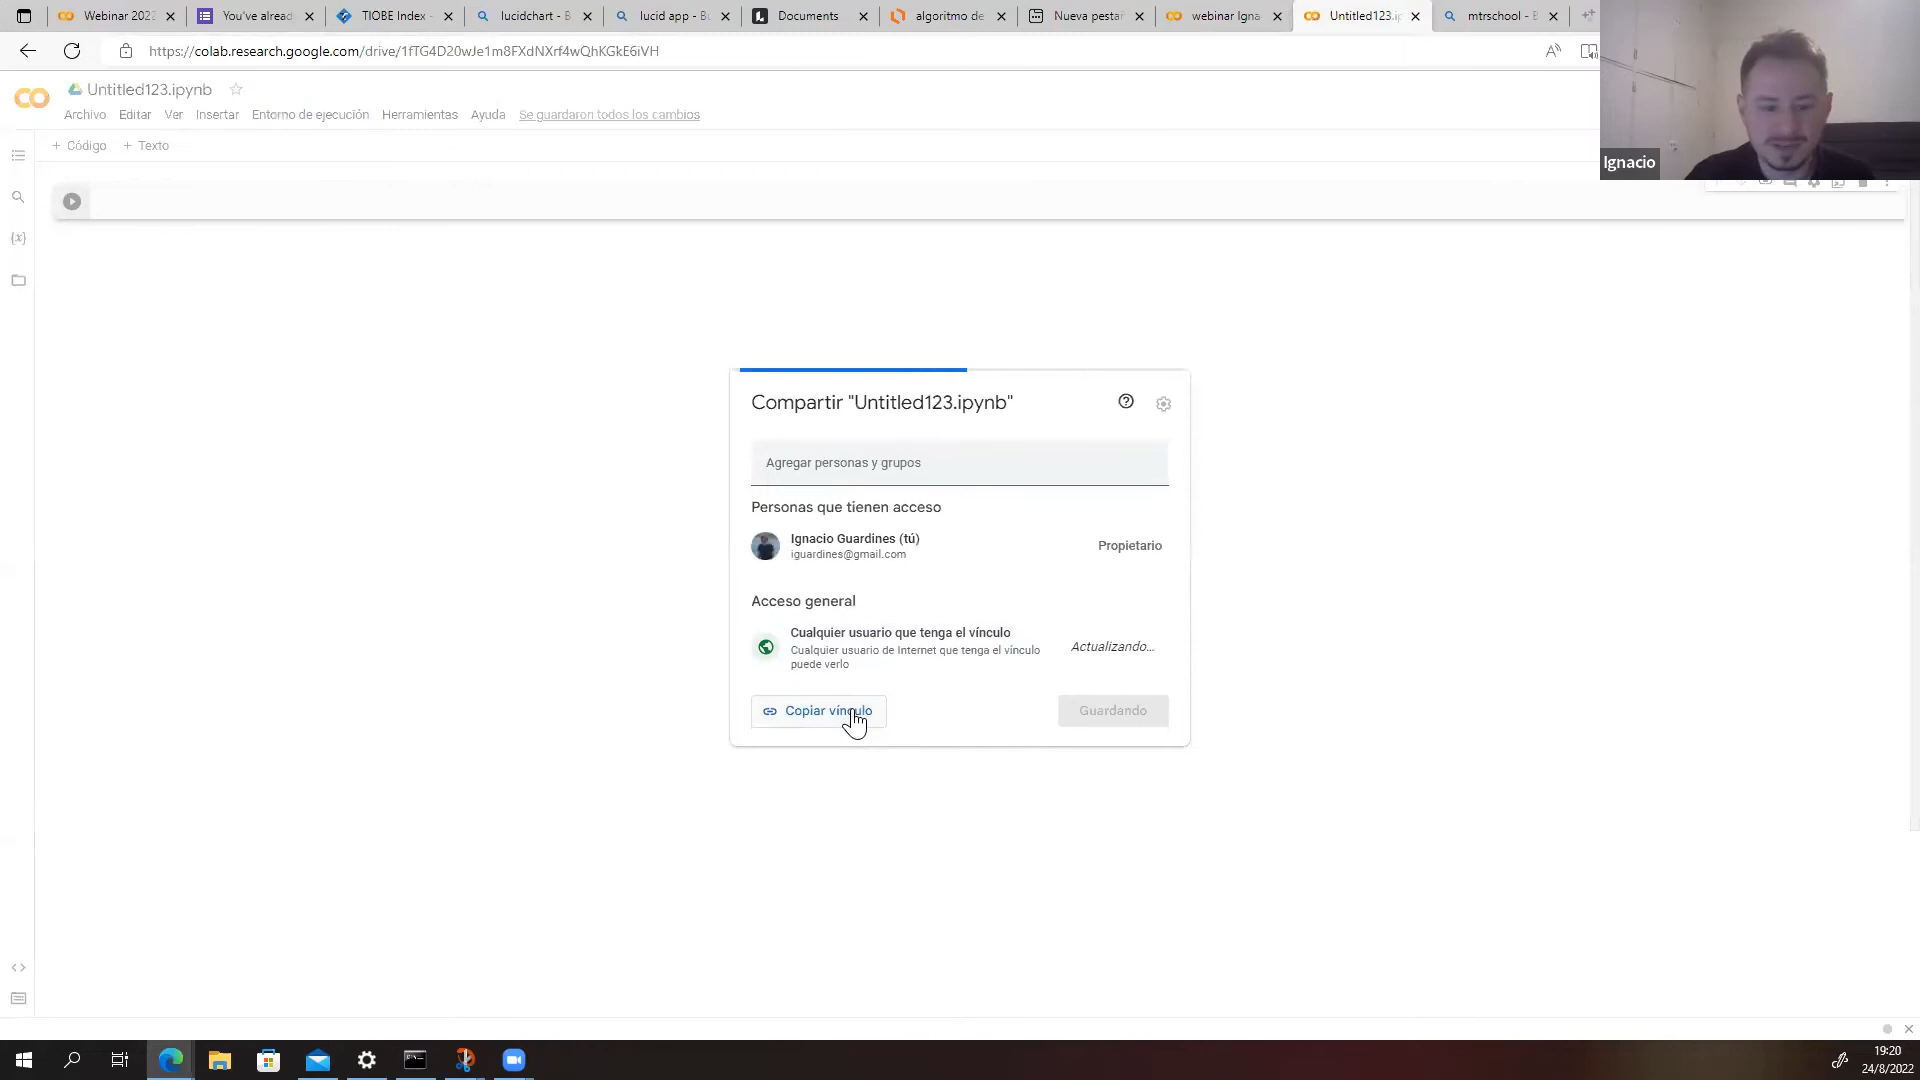 Webinar 202
You've alread
TIOBE Index -
lucidchart - B
lucid app - Bu
Documents
algoritmo de
Nueva pestañ
webinar Igna
Untitled123.ip
mtrschool - B
https://colab.research.google.com/drive/1fTG4D20wJe1m8FXdNXrf4wQhKGkE6iVH
Untitled123.ipynb
Archivo Editar Ver Insertar Entorno de ejecución Herramientas Ayuda Se guardaron todos los cambios
+ Código + Texto
Ignacio
Compartir "Untitled123.ipynb"
Agregar personas y grupos
Personas que tienen acceso
Ignacio Guardines (tú)
iguardines@gmail.com
Propietario
Acceso general
Cualquier usuario que tenga el vínculo
Cualquier usuario de Internet que tenga el vínculo
puede verlo
Actualizando...
Copiar vínculo
Guardando
19:20
24/8/2022